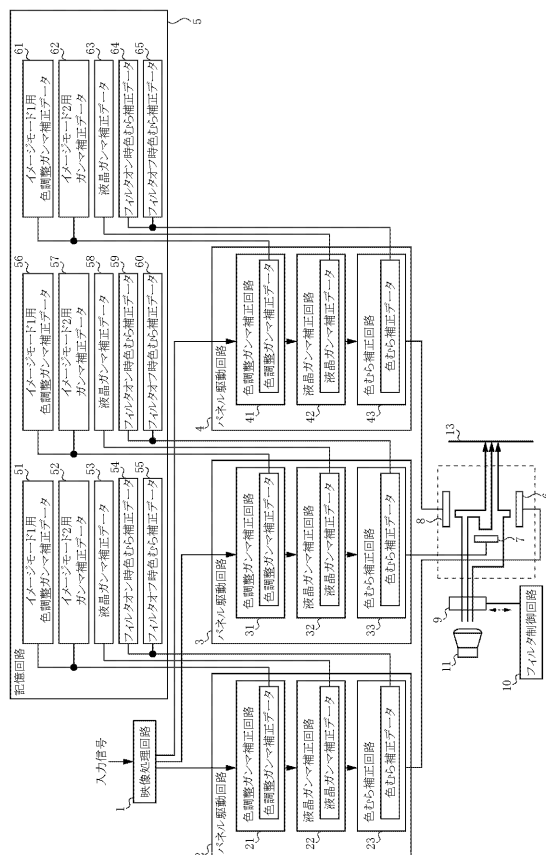 記憶回路
5
イメージモード1用
色調整ガンマ補正データ
51
イメージモード2用
ガンマ補正データ
52
液晶ガンマ補正データ
53
フィルタオン時色むら補正データ
54
フィルタオフ時色むら補正データ
55
イメージモード1用
色調整ガンマ補正データ
56
イメージモード2用
ガンマ補正データ
57
液晶ガンマ補正データ
58
フィルタオン時色むら補正データ
59
フィルタオフ時色むら補正データ
60
イメージモード1用
色調整ガンマ補正データ
61
イメージモード2用
ガンマ補正データ
62
液晶ガンマ補正データ
63
フィルタオン時色むら補正データ
64
フィルタオフ時色むら補正データ
65
入力信号
映像処理回路
1
パネル駆動回路
色調整ガンマ補正回路
色調整ガンマ補正データ
21
液晶ガンマ補正回路
液晶ガンマ補正データ
22
色むら補正回路
色むら補正データ
23
パネル駆動回路
3
色調整ガンマ補正回路
色調整ガンマ補正データ
31
液晶ガンマ補正回路
液晶ガンマ補正データ
32
色むら補正回路
色むら補正データ
33
パネル駆動回路
4
色調整ガンマ補正回路
色調整ガンマ補正データ
41
液晶ガンマ補正回路
液晶ガンマ補正データ
42
色むら補正回路
色むら補正データ
43
13
8
7
9
11
フィルタ制御回路
10